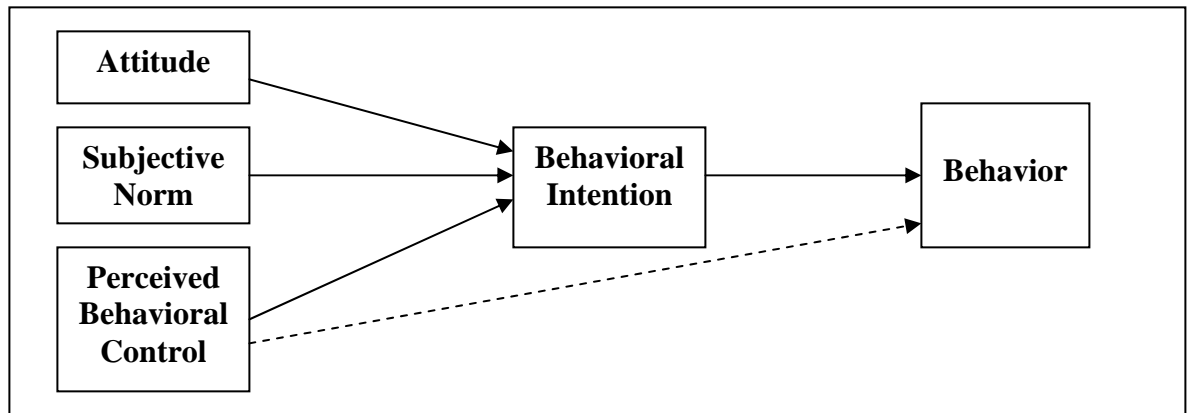 Attitude
Subjective
Norm
Perceived
Behavioral
Control
Behavioral
Intention
Behavior